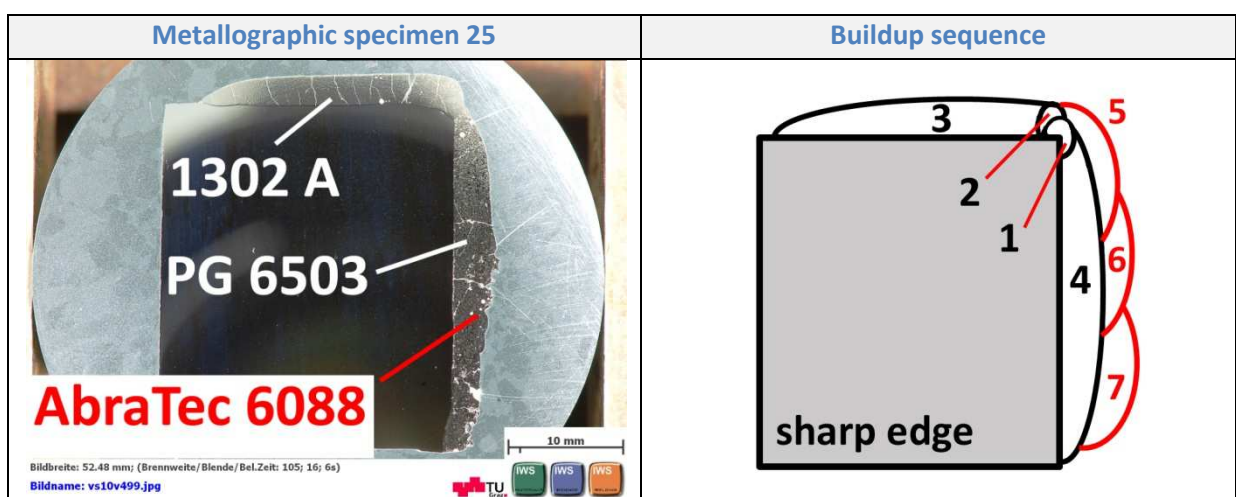 Metallographic specimen 25
Buildup sequence
1302 A
PG 6503
AbraTec 6088
10 mm
Bildbreite: 52.48 mm; (Brennweite/Blende/Bel.Zeit: 105; 16; 6s)
Bildname: vs10v499.jpg
TU
Graz
IWS
IWS
IWS
3
5
2
1
6
4
7
sharp edge